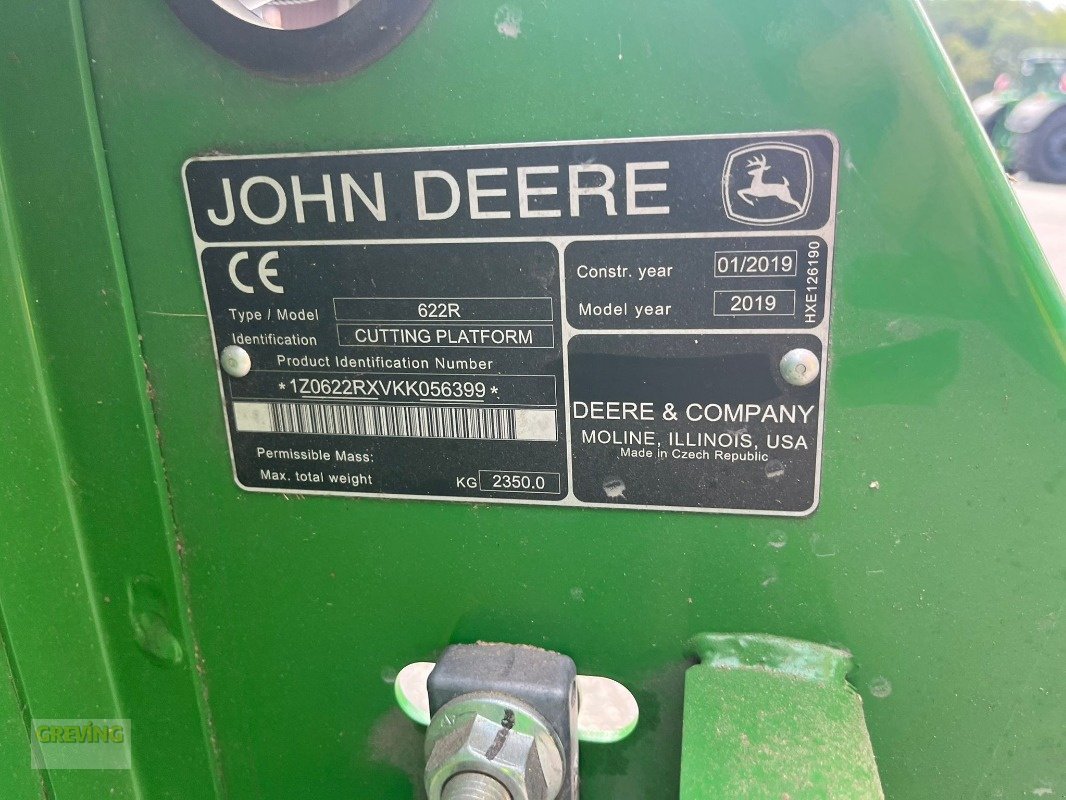 JOHN DEERE
CE
Type / Model 622R
Identification CUTTING PLATFORM
Product Identification Number
*1Z0622RXVKK056399*
Permissible Mass:
Max. total weight KG 2350.0
Constr. year 01/2019
Model year 2019
HXE126190
DEERE & COMPANY
MOLINE, ILLINOIS, USA
Made in Czech Republic
GREVING